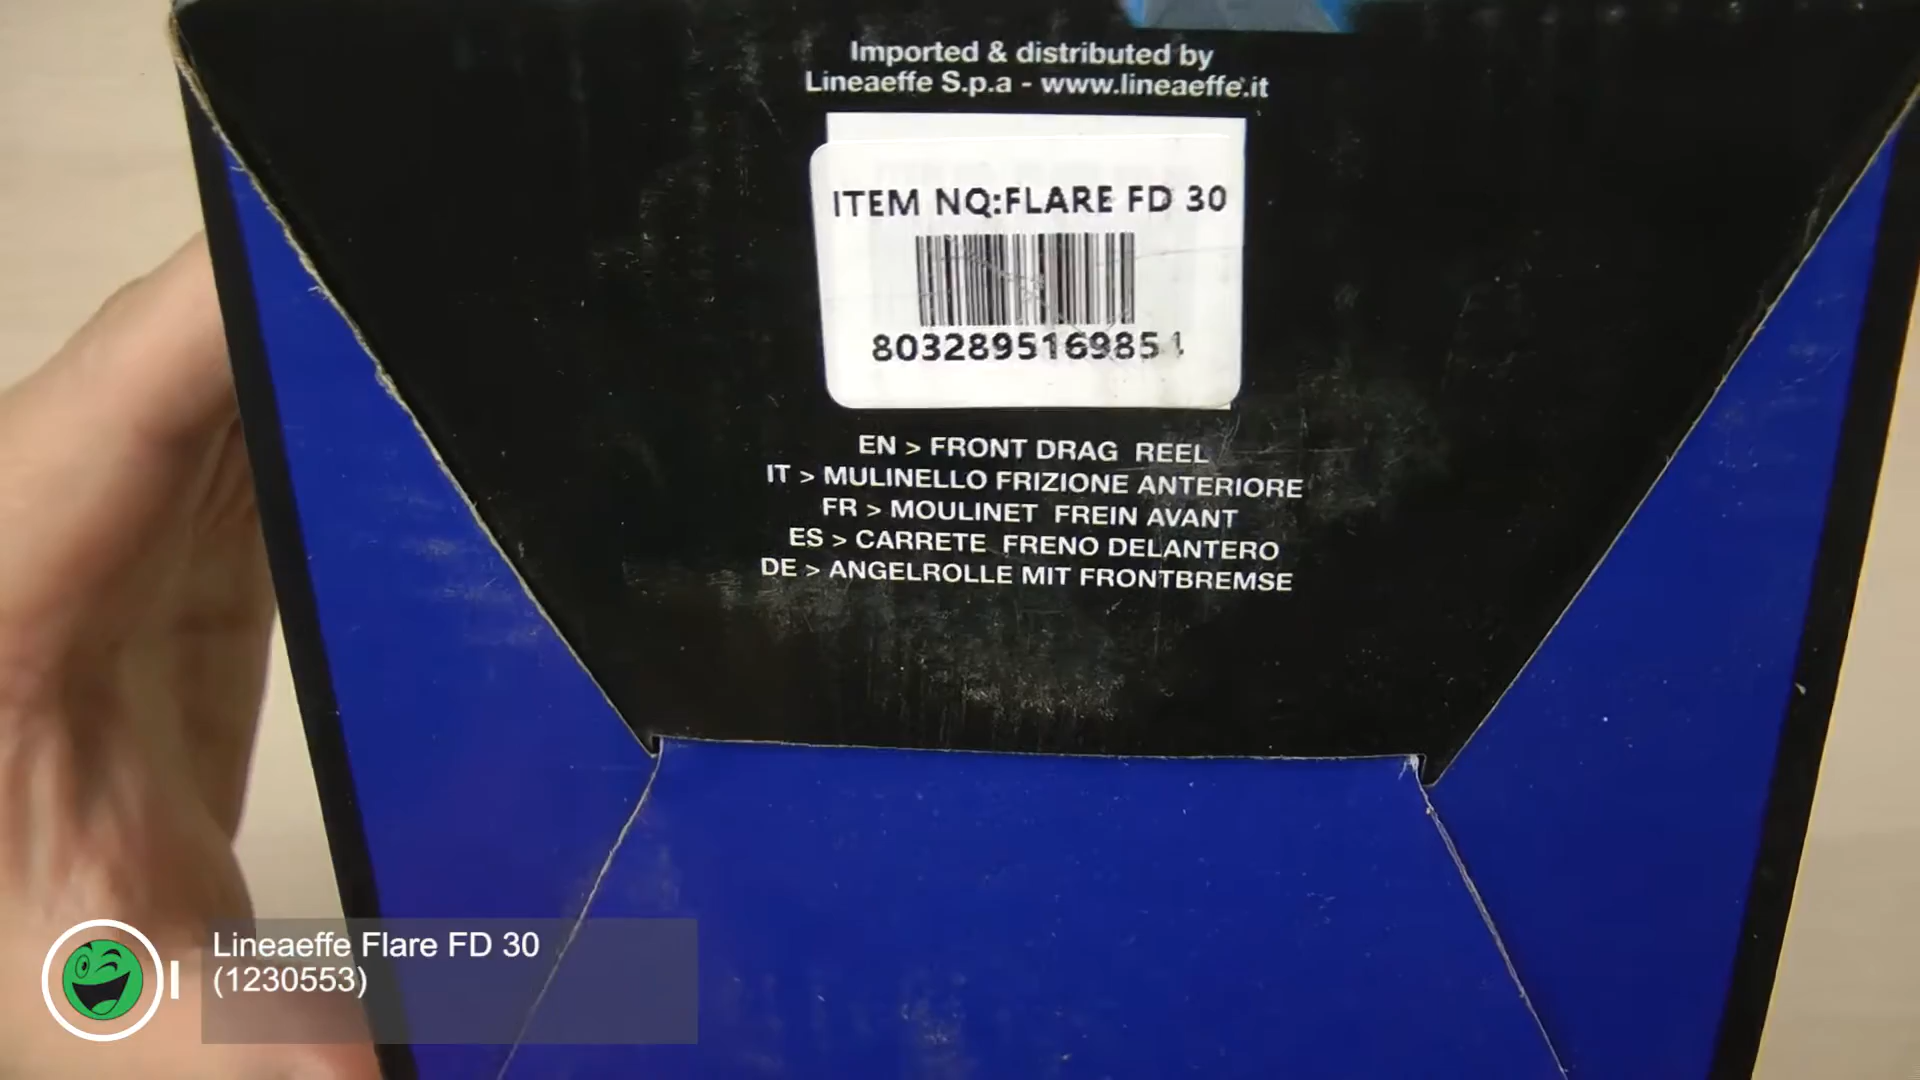 Imported & distributed by
Lineaeffe S.p.a - www.lineaeffe.it
ITEM NQ:FLARE FD 30
8032895169851
EN > FRONT DRAG REEL
IT > MULINELLO FRIZIONE ANTERIORE
FR > MOULINET FREIN AVANT
ES > CARRETE FRENO DELANTERO
DE > ANGELROLLE MIT FRONTBREMSE
Lineaeffe Flare FD 30
(1230553)